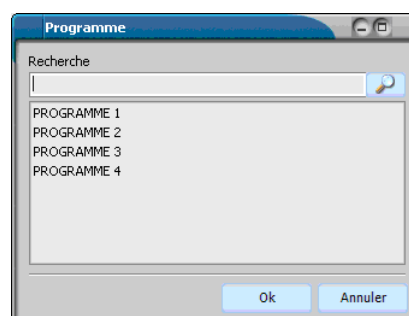 Programme
Recherche
PROGRAMME 1
PROGRAMME 2
PROGRAMME 3
PROGRAMME 4
Ok Annuler